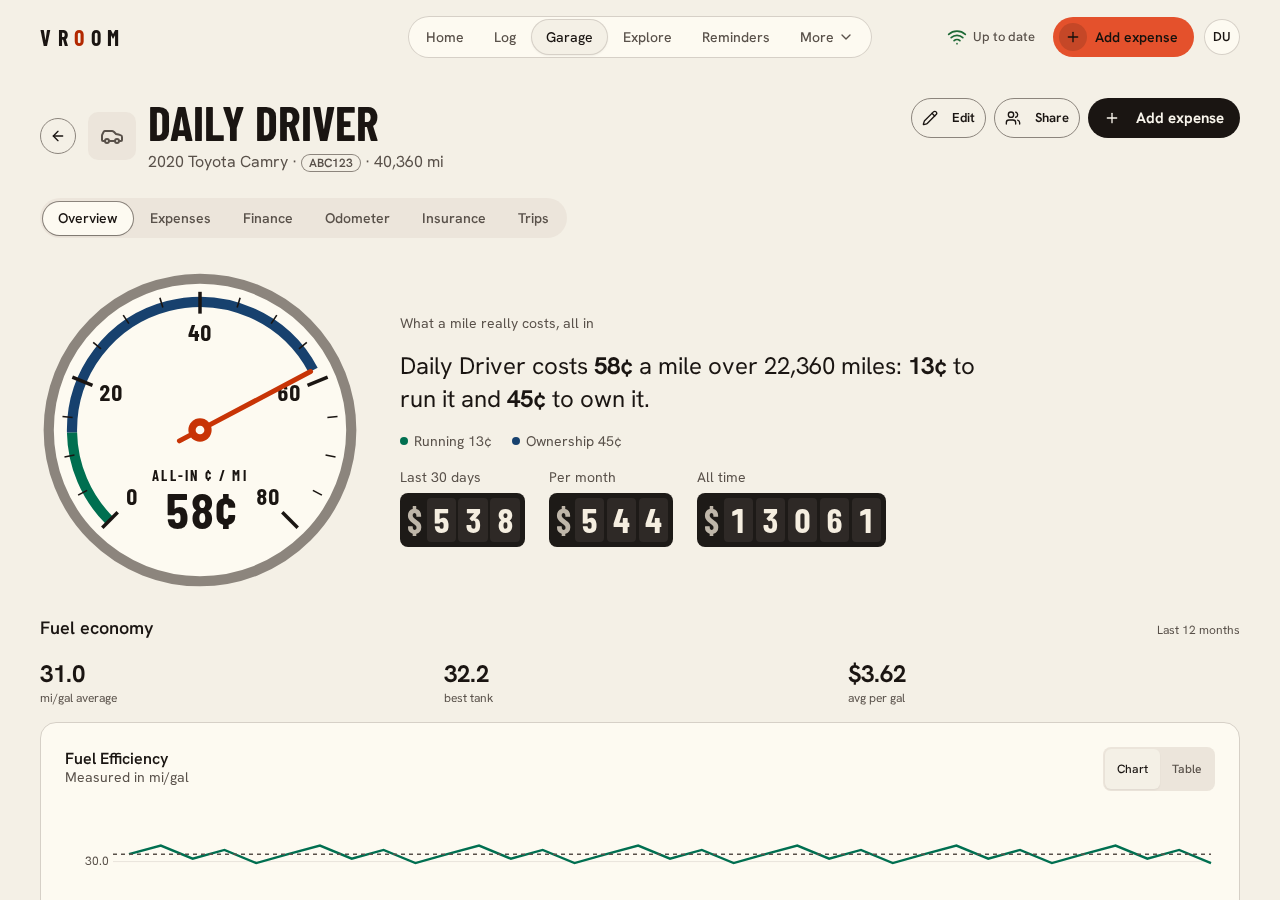 VROOM
Home Log Garage Explore Reminders More
Up to date
Add expense
DU
DAILY DRIVER
2020 Toyota Camry · ABC123 · 40,360 mi
Edit
Share
Add expense
Overview Expenses Finance Odometer Insurance Trips
0 20 40 60 80
ALL-IN ¢ / MI
58¢
What a mile really costs, all in
Daily Driver costs 58¢ a mile over 22,360 miles: 13¢ to
run it and 45¢ to own it.
Running 13¢ Ownership 45¢
Last 30 days Per month All time
$538 $544 $13061
Fuel economy
Last 12 months
31.0 32.2 $3.62
mi/gal average best tank avg per gal
Fuel Efficiency
Measured in mi/gal
Chart Table
30.0